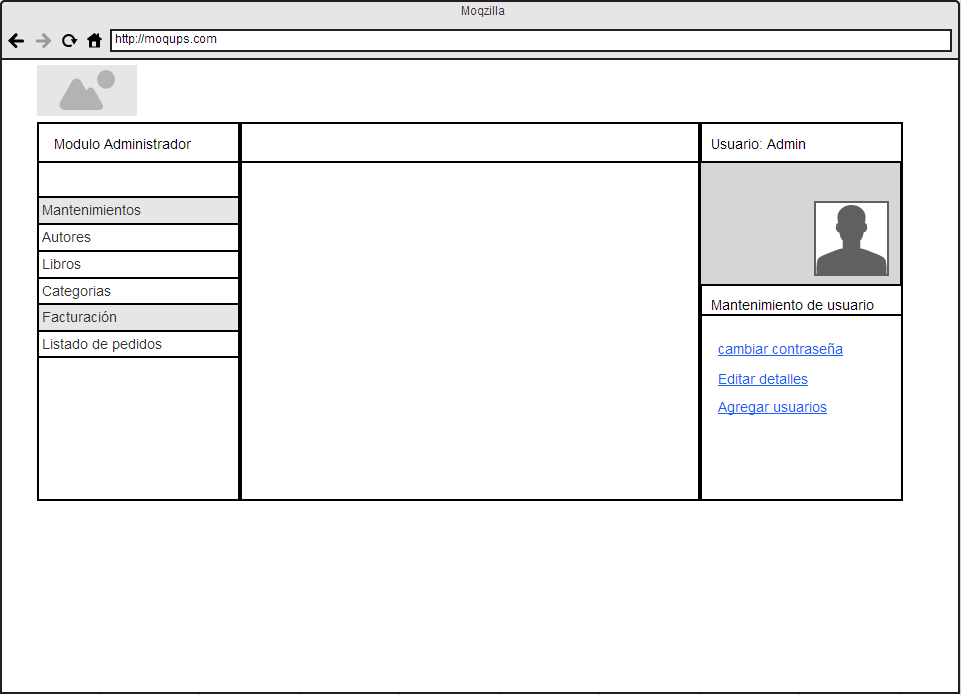 Moqzilla
http://moqups.com
Modulo Administrador
Usuario: Admin
Mantenimientos
Autores
Libros
Categorias
Facturación
Listado de pedidos
Mantenimiento de usuario
cambiar contraseña
Editar detalles
Agregar usuarios